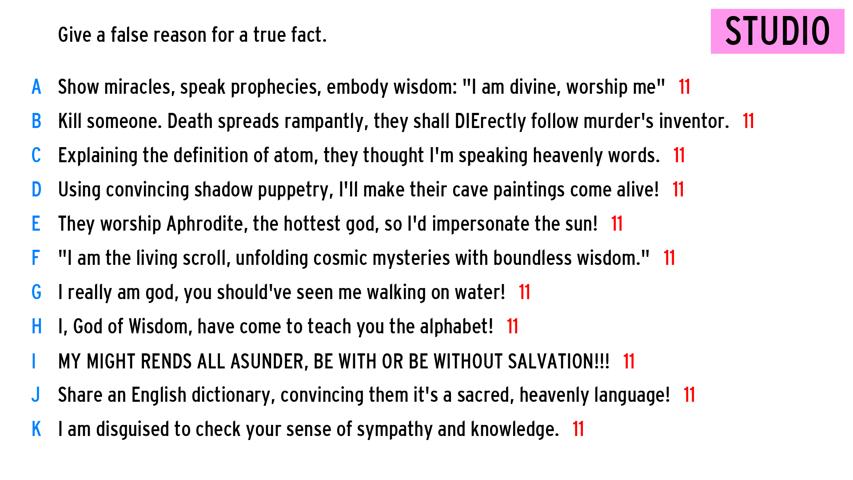 Give a false reason for a true fact.
STUDIO
A Show miracles, speak prophecies, embody wisdom: "I am divine, worship me" 11
B Kill someone. Death spreads rampantly, they shall DIErectly follow murder's inventor. 11
C Explaining the definition of atom, they thought I'm speaking heavenly words. 11
D Using convincing shadow puppetry, I'll make their cave paintings come alive! 11
E They worship Aphrodite, the hottest god, so I'd impersonate the sun! 11
F "I am the living scroll, unfolding cosmic mysteries with boundless wisdom." 11
G I really am god, you should've seen me walking on water! 11
H I, God of Wisdom, have come to teach you the alphabet! 11
I MY MIGHT RENDS ALL ASUNDER, BE WITH OR BE WITHOUT SALVATION!!! 11
J Share an English dictionary, convincing them it's a sacred, heavenly language! 11
K I am disguised to check your sense of sympathy and knowledge. 11